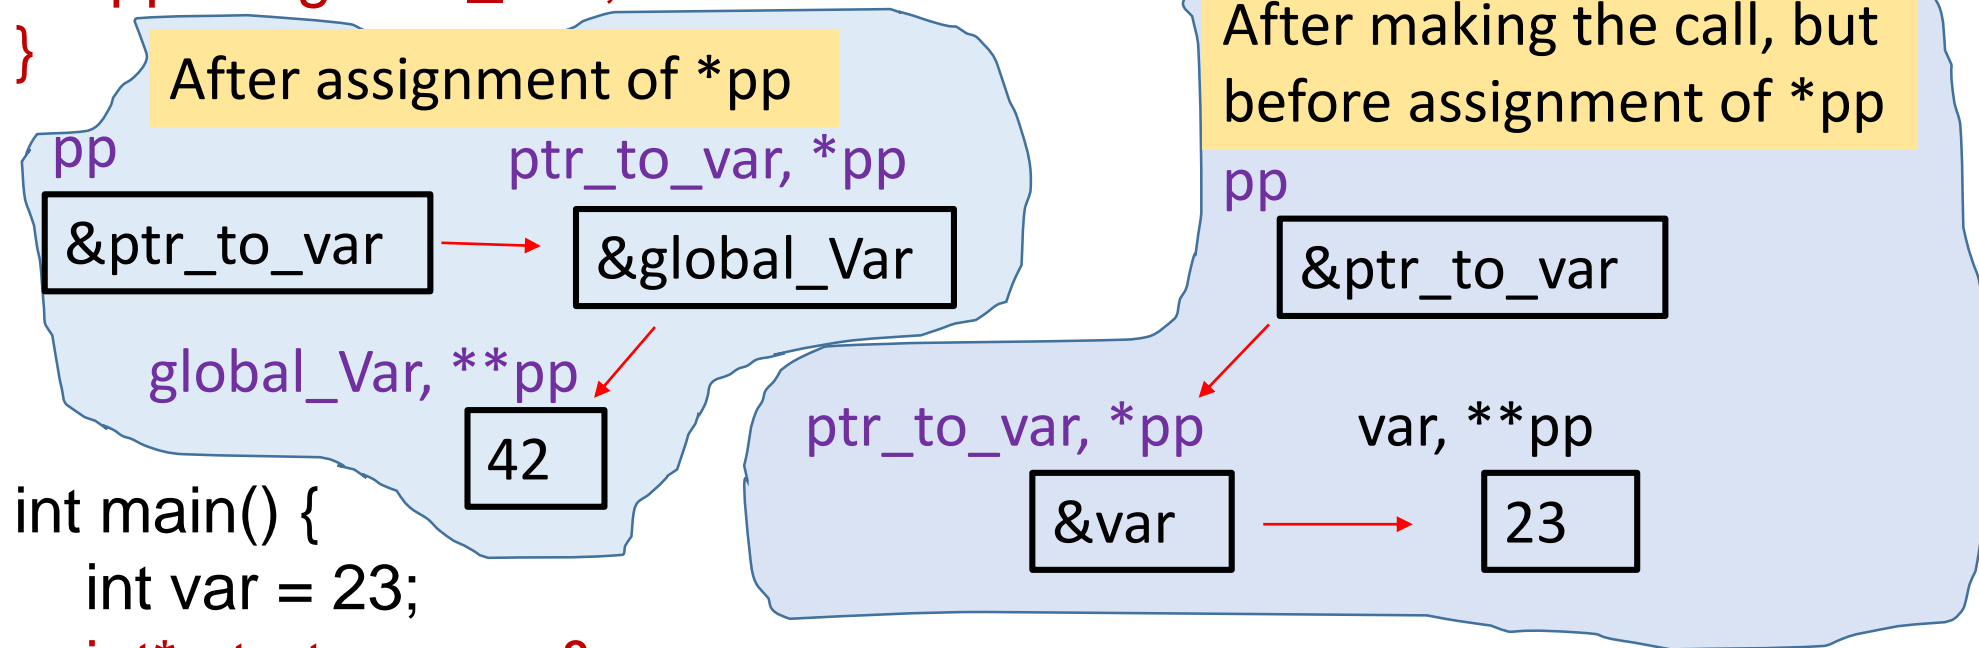 }
After assignment of *pp
pp
ptr_to_var, *pp
&ptr_to_var
&global_Var
global_Var, **pp
42
After making the call, but
before assignment of *pp
pp
&ptr_to_var
ptr_to_var, *pp
var, **pp
&var
23
int main() {
int var = 23;